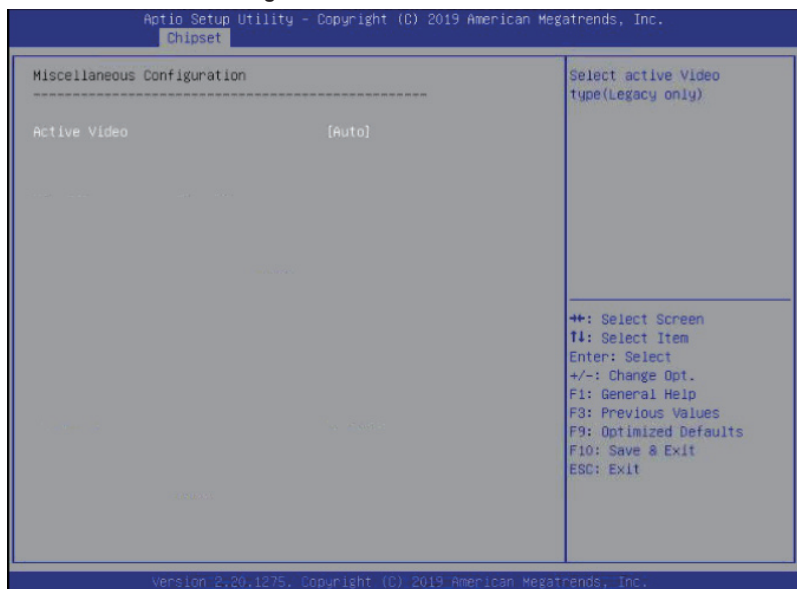 Aptio Setup Utility - Copyright (C) 2019 American Megatrends, Inc.
Chipset
Miscellaneous Configuration
--------------------------------------------------
Active Video [Auto]
Select active Video
type(Legacy only)
↔: Select Screen
↑↓: Select Item
Enter: Select
+/-: Change Opt.
F1: General Help
F3: Previous Values
F9: Optimized Defaults
F10: Save & Exit
ESC: Exit
Version 2.20.1275. Copyright (C) 2019 American Megatrends, Inc.